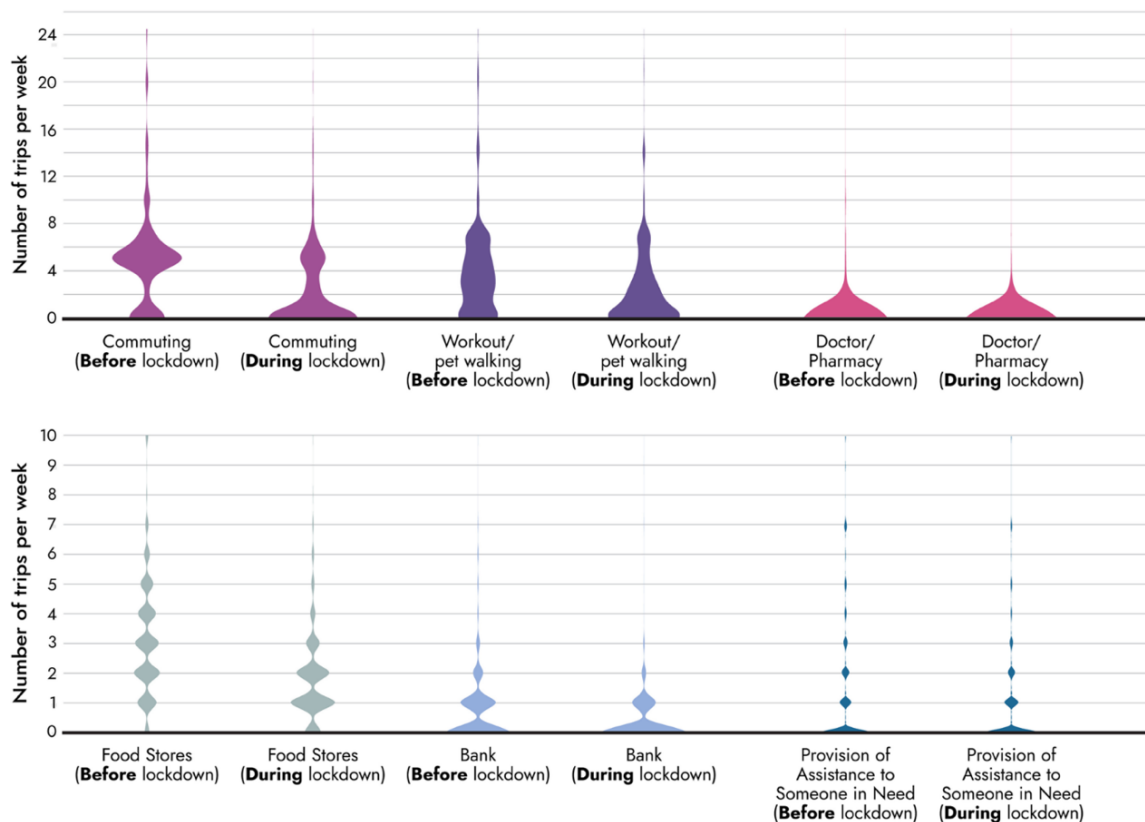 Number of trips per week
24
20
16
12
8
4
0
Commuting
(Before lockdown)
Commuting
(During lockdown)
Workout/
pet walking
(Before lockdown)
Workout/
pet walking
(During lockdown)
Doctor/
Pharmacy
(Before lockdown)
Doctor/
Pharmacy
(During lockdown)
Number of trips per week
10
9
8
7
6
5
4
3
2
1
0
Food Stores
(Before lockdown)
Food Stores
(During lockdown)
Bank
(Before lockdown)
Bank
(During lockdown)
Provision of
Assistance to
Someone in Need
(Before lockdown)
Provision of
Assistance to
Someone in Need
(During lockdown)